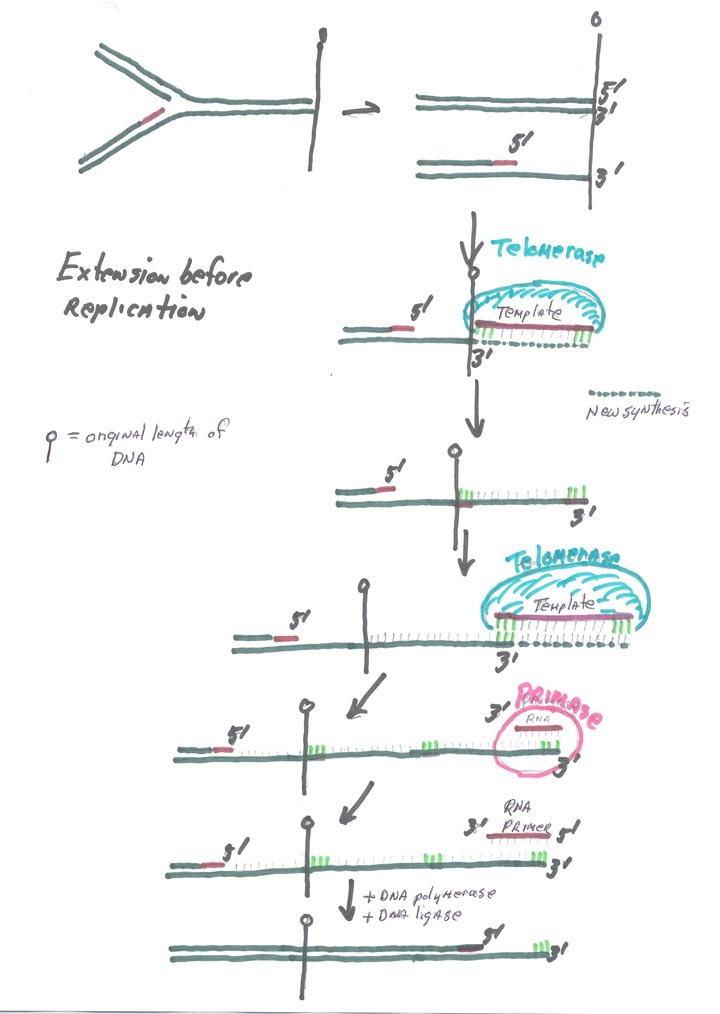 5'
3'
5'
3'
Telomerase
Extension before
Replication
Template
5'
3'
New synthesis
= original length of
DNA
5'
3'
Telomerase
Template
5'
3'
PRIMASE
3'
RNA
5'
3'
RNA
3' PRIMER 5'
5'
3'
+ DNA polymerase
+ DNA ligase
5'
3'